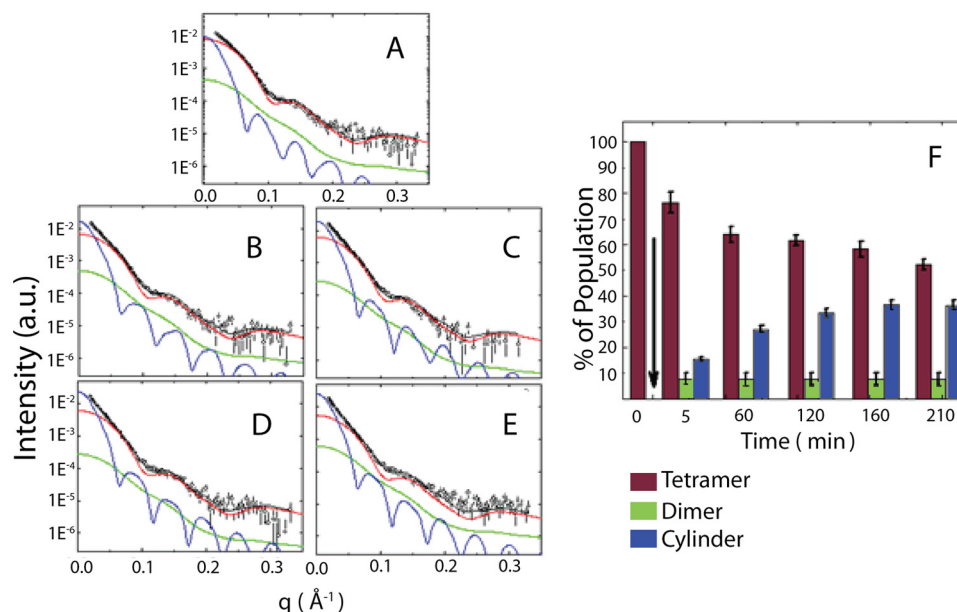 A
1E-2
1E-3
1E-4
1E-5
1E-6
0.0 0.1 0.2 0.3
B
C
1E-2
1E-3
1E-4
1E-5
1E-6
D
E
1E-2
1E-3
1E-4
1E-5
1E-6
0.0 0.1 0.2 0.3
0.0 0.1 0.2 0.3
Intensity (a.u.)
q ( Å-1)
F
100
90
80
70
60
50
40
30
20
10
% of Population
0 5 60 120 160 210
Time ( min )
Tetramer
Dimer
Cylinder